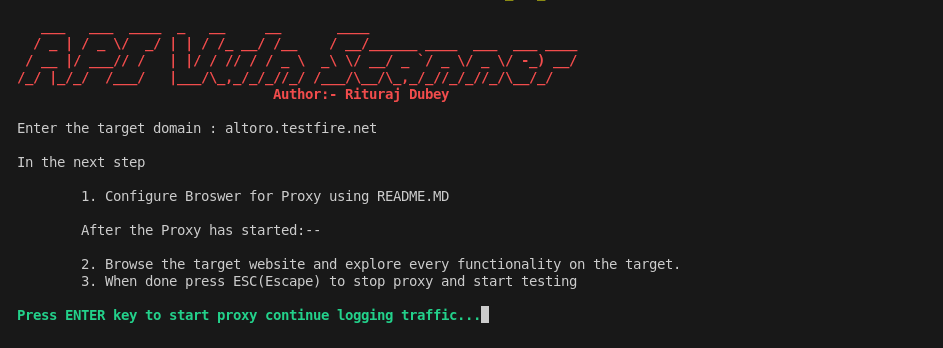 API Vuln Scanner
Author:- Rituraj Dubey
Enter the target domain : altoro.testfire.net
In the next step
1. Configure Broswer for Proxy using README.MD
After the Proxy has started:--
2. Browse the target website and explore every functionality on the target.
3. When done press ESC(Escape) to stop proxy and start testing
Press ENTER key to start proxy continue logging traffic...